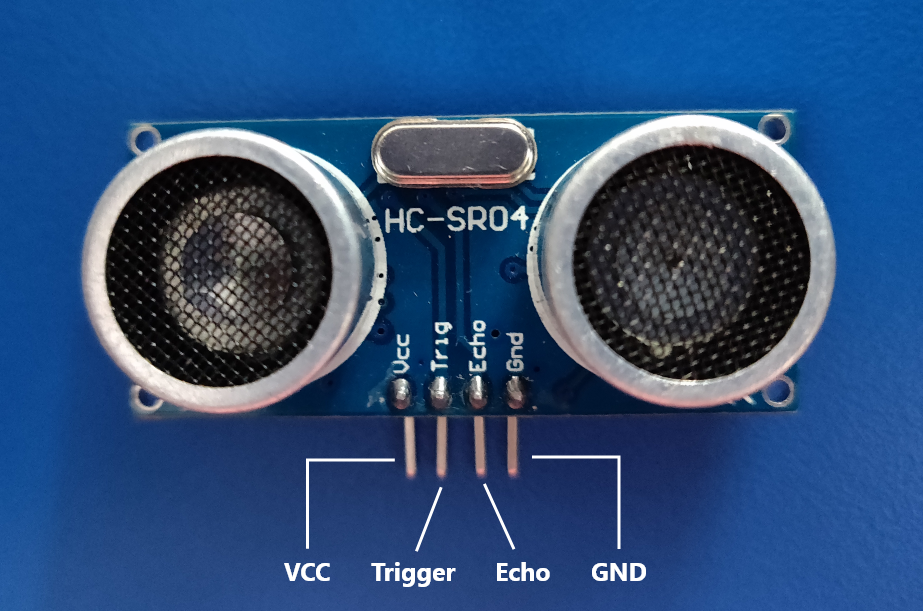 HC-SR04
Vcc
Trig
Echo
Gnd
VCC
Trigger
Echo
GND